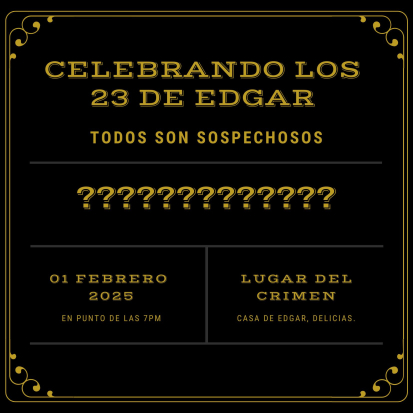 CELEBRANDO LOS
23 DE EDGAR
TODOS SON SOSPECHOSOS
?????????????
01 FEBRERO
2025
EN PUNTO DE LAS 7PM
LUGAR DEL
CRIMEN
CASA DE EDGAR, DELICIAS.